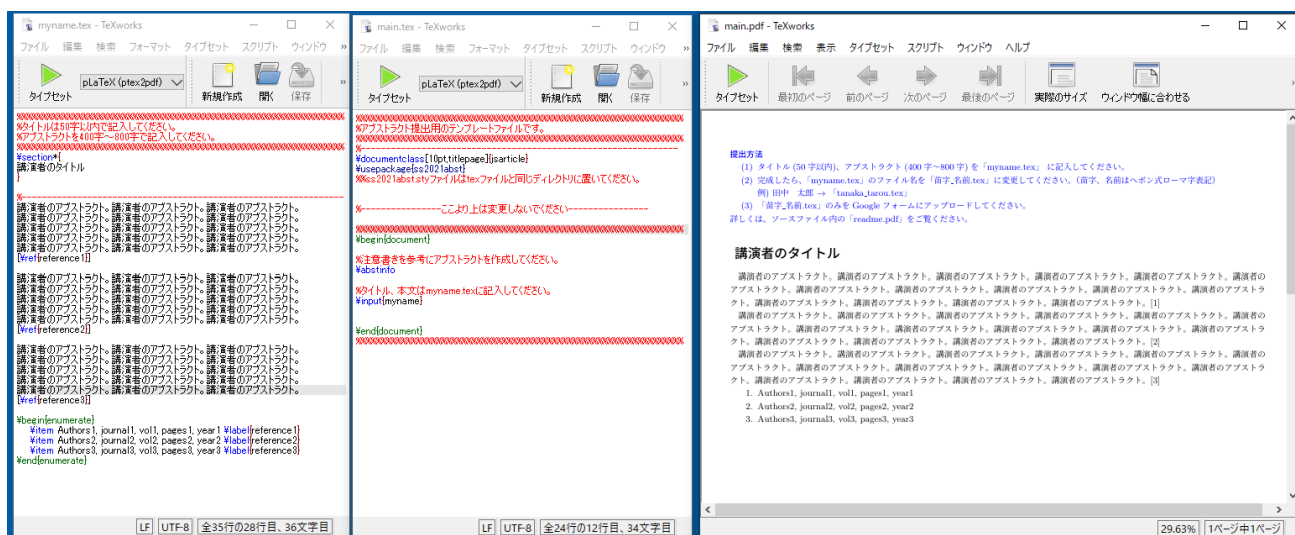 myname.tex - TeXworks
ファイル 編集 検索 フォーマット タイプセット スクリプト ウィンドウ »
pLaTeX (ptex2pdf)
タイプセット 新規作成 開く 保存 »
%タイトルは50字以内で記入してください。
%アブストラクトを400字～800字で記入してください。
¥section*{
講演者のタイトル
}
講演者のアブストラクト。講演者のアブストラクト。講演者のアブストラクト。
講演者のアブストラクト。講演者のアブストラクト。講演者のアブストラクト。
講演者のアブストラクト。講演者のアブストラクト。講演者のアブストラクト。
講演者のアブストラクト。講演者のアブストラクト。講演者のアブストラクト。
講演者のアブストラクト。講演者のアブストラクト。講演者のアブストラクト。
[¥ref{reference1}]
講演者のアブストラクト。講演者のアブストラクト。講演者のアブストラクト。
講演者のアブストラクト。講演者のアブストラクト。講演者のアブストラクト。
講演者のアブストラクト。講演者のアブストラクト。講演者のアブストラクト。
講演者のアブストラクト。講演者のアブストラクト。講演者のアブストラクト。
講演者のアブストラクト。講演者のアブストラクト。講演者のアブストラクト。
[¥ref{reference2}]
講演者のアブストラクト。講演者のアブストラクト。講演者のアブストラクト。
講演者のアブストラクト。講演者のアブストラクト。講演者のアブストラクト。
講演者のアブストラクト。講演者のアブストラクト。講演者のアブストラクト。
講演者のアブストラクト。講演者のアブストラクト。講演者のアブストラクト。
講演者のアブストラクト。講演者のアブストラクト。講演者のアブストラクト。
[¥ref{reference3}]
¥begin{enumerate}
¥item Authors1, journal1, vol1, pages1, year1 ¥label{reference1}
¥item Authors2, journal2, vol2, pages2, year2 ¥label{reference2}
¥item Authors3, journal3, vol3, pages3, year3 ¥label{reference3}
¥end{enumerate}
LF UTF-8 全35行の28行目、36文字目
main.tex - TeXworks
ファイル 編集 検索 フォーマット タイプセット スクリプト ウィンドウ »
pLaTeX (ptex2pdf)
タイプセット 新規作成 開く 保存 »
%アブストラクト提出用のテンプレートファイルです。
¥documentclass[10pt,titlepage]{jsarticle}
¥usepackage{ss2021abst}
%%ss2021abst.styファイルはtexファイルと同じディレクトリに置いてください。
%----------------ここより上は変更しないでください----------------
¥begin{document}
%注意書きを参考にアブストラクトを作成してください。
¥abstinfo
%タイトル、本文はmyname.texに記入してください。
¥input{myname}
¥end{document}
LF UTF-8 全24行の12行目、34文字目
main.pdf - TeXworks
ファイル 編集 検索 表示 タイプセット スクリプト ウィンドウ ヘルプ
タイプセット 最初のページ 前のページ 次のページ 最後のページ 実際のサイズ ウィンドウ幅に合わせる
提出方法
(1) タイトル (50 字以内)、アブストラクト (400 字～800 字) を「myname.tex」 に記入してください。
(2) 完成したら、「myname.tex」のファイル名を「苗字_名前.tex」に変更してください。（苗字、名前はヘボン式ローマ字表記）
例) 田中 太郎 → 「tanaka_tarou.tex」
(3) 「苗字_名前.tex」のみを Google フォームにアップロードしてください。
詳しくは、ソースファイル内の「readme.pdf」をご覧ください。
講演者のタイトル
講演者のアブストラクト。講演者のアブストラクト。講演者のアブストラクト。講演者のアブストラクト。講演者のアブストラクト。講演者の
アブストラクト。講演者のアブストラクト。講演者のアブストラクト。講演者のアブストラクト。講演者のアブストラクト。講演者のアブストラ
クト。講演者のアブストラクト。講演者のアブストラクト。講演者のアブストラクト。講演者のアブストラクト。[1]
講演者のアブストラクト。講演者のアブストラクト。講演者のアブストラクト。講演者のアブストラクト。講演者のアブストラクト。講演者の
アブストラクト。講演者のアブストラクト。講演者のアブストラクト。講演者のアブストラクト。講演者のアブストラクト。講演者のアブストラ
クト。講演者のアブストラクト。講演者のアブストラクト。講演者のアブストラクト。講演者のアブストラクト。[2]
講演者のアブストラクト。講演者のアブストラクト。講演者のアブストラクト。講演者のアブストラクト。講演者のアブストラクト。講演者の
アブストラクト。講演者のアブストラクト。講演者のアブストラクト。講演者のアブストラクト。講演者のアブストラクト。講演者のアブストラ
クト。講演者のアブストラクト。講演者のアブストラクト。講演者のアブストラクト。講演者のアブストラクト。[3]
1. Authors1, journal1, vol1, pages1, year1
2. Authors2, journal2, vol2, pages2, year2
3. Authors3, journal3, vol3, pages3, year3
29.63% 1ページ中1ページ